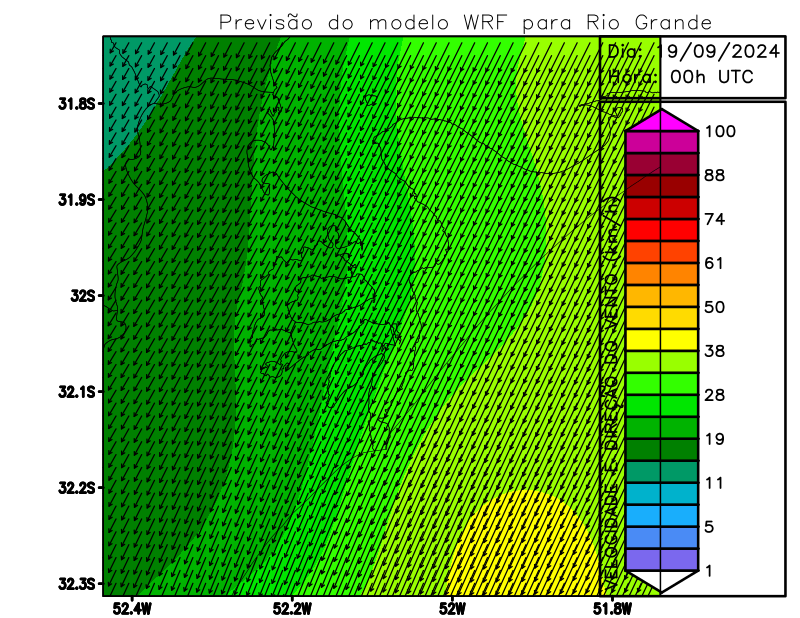 Previsão do modelo WRF para Rio Grande
Dia: 19/09/2024
Hora: 00h UTC
31.8S
31.9S
32S
32.1S
32.2S
32.3S
52.4W
52.2W
52W
51.8W
VELOCIDADE E DIREÇÃO DO VENTO (km/h)
100
88
74
61
50
38
28
19
11
5
1